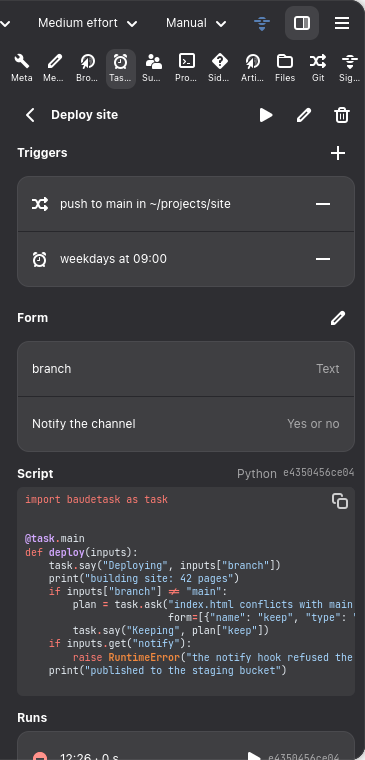 Medium effort
Manual
Meta
Me...
Bro...
Tas...
Su...
Pro...
Sid...
Arti...
Files
Git
Sig...
Deploy site
Triggers
push to main in ~/projects/site
weekdays at 09:00
Form
branch Text
Notify the channel Yes or no
Script Python e4350456ce04
import baudetask as task
@task.main
def deploy(inputs):
    task.say("Deploying", inputs["branch"])
    print("building site: 42 pages")
    if inputs["branch"] ≠ "main":
        plan = task.ask("index.html conflicts with main
                        form=[{"name": "keep", "type": "
        task.say("Keeping", plan["keep"])
    if inputs.get("notify"):
        raise RuntimeError("the notify hook refused the
    print("published to the staging bucket")
Runs
12:26 · 0 s e4350456ce04